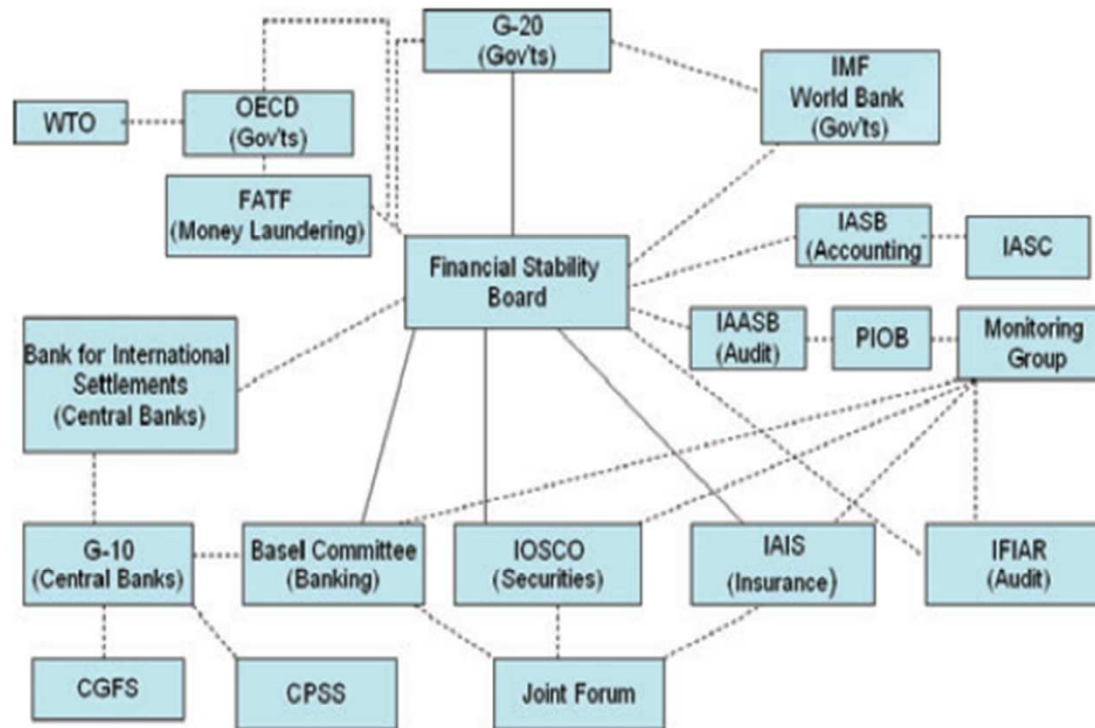 G-20
(Gov'ts)
IMF
World Bank
(Gov'ts)
WTO
OECD
(Gov'ts)
FATF
(Money Laundering)
IASB
(Accounting
IASC
Financial Stability
Board
IAASB
(Audit)
PIOB
Monitoring
Group
Bank for International
Settlements
(Central Banks)
G-10
(Central Banks)
Basel Committee
(Banking)
IOSCO
(Securities)
IAIS
(Insurance)
IFIAR
(Audit)
CGFS
CPSS
Joint Forum